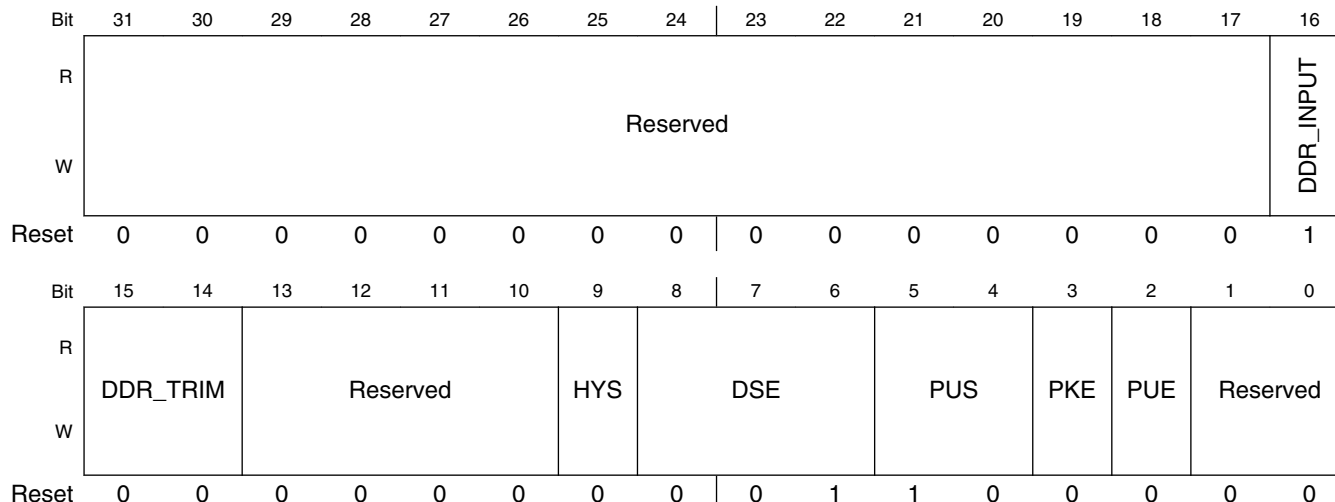 Bit 31 30 29 28 27 26 25 24 23 22 21 20 19 18 17 16
R
Reserved
W
DDR_INPUT
Reset 0 0 0 0 0 0 0 0 0 0 0 0 0 0 0 1
Bit 15 14 13 12 11 10 9 8 7 6 5 4 3 2 1 0
R
DDR_TRIM Reserved HYS DSE PUS PKE PUE Reserved
W
Reset 0 0 0 0 0 0 0 0 0 1 1 0 0 0 0 0